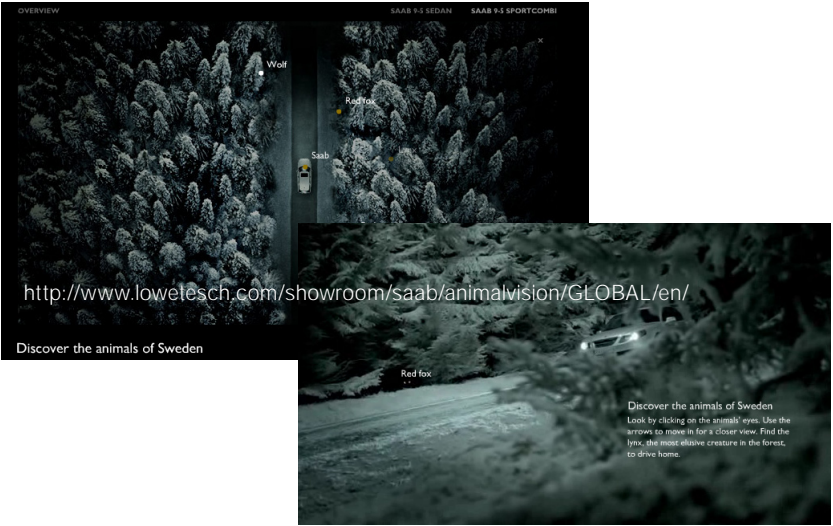 OVERVIEW
SAAB 9-5 SEDAN
SAAB 9-5 SPORTCOMBI
Wolf
Red fox
Saab
http://www.lowetesch.com/showroom/saab/animalvision/GLOBAL/en/
Discover the animals of Sweden
Red fox
Discover the animals of Sweden
Look by clicking on the animals' eyes. Use the
arrows to move in for a closer view. Find the
lynx, the most elusive creature in the forest,
to drive home.